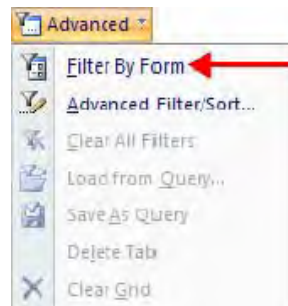 Advanced
Filter By Form
Advanced Filter/Sort...
Clear All Filters
Load from Query...
Save As Query
Delete Tab
Clear Grid